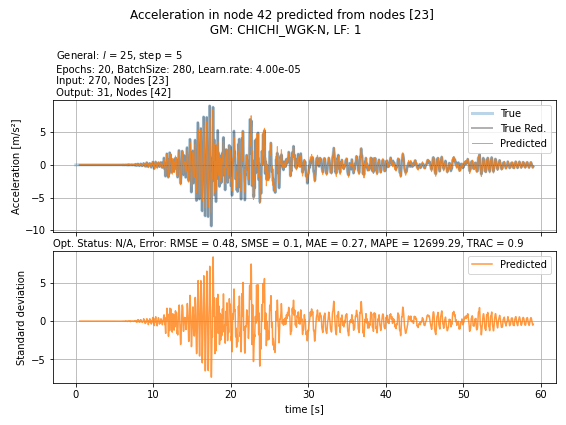 Acceleration in node 42 predicted from nodes [23]
GM: CHICHI_WGK-N, LF: 1
General: l = 25, step = 5
Epochs: 20, BatchSize: 280, Learn.rate: 4.00e-05
Input: 270, Nodes [23]
Output: 31, Nodes [42]
Acceleration [m/s²]
5
0
−5
−10
True
True Red.
Predicted
Opt. Status: N/A, Error: RMSE = 0.48, SMSE = 0.1, MAE = 0.27, MAPE = 12699.29, TRAC = 0.9
Standard deviation
5
0
−5
Predicted
0 10 20 30 40 50 60
time [s]